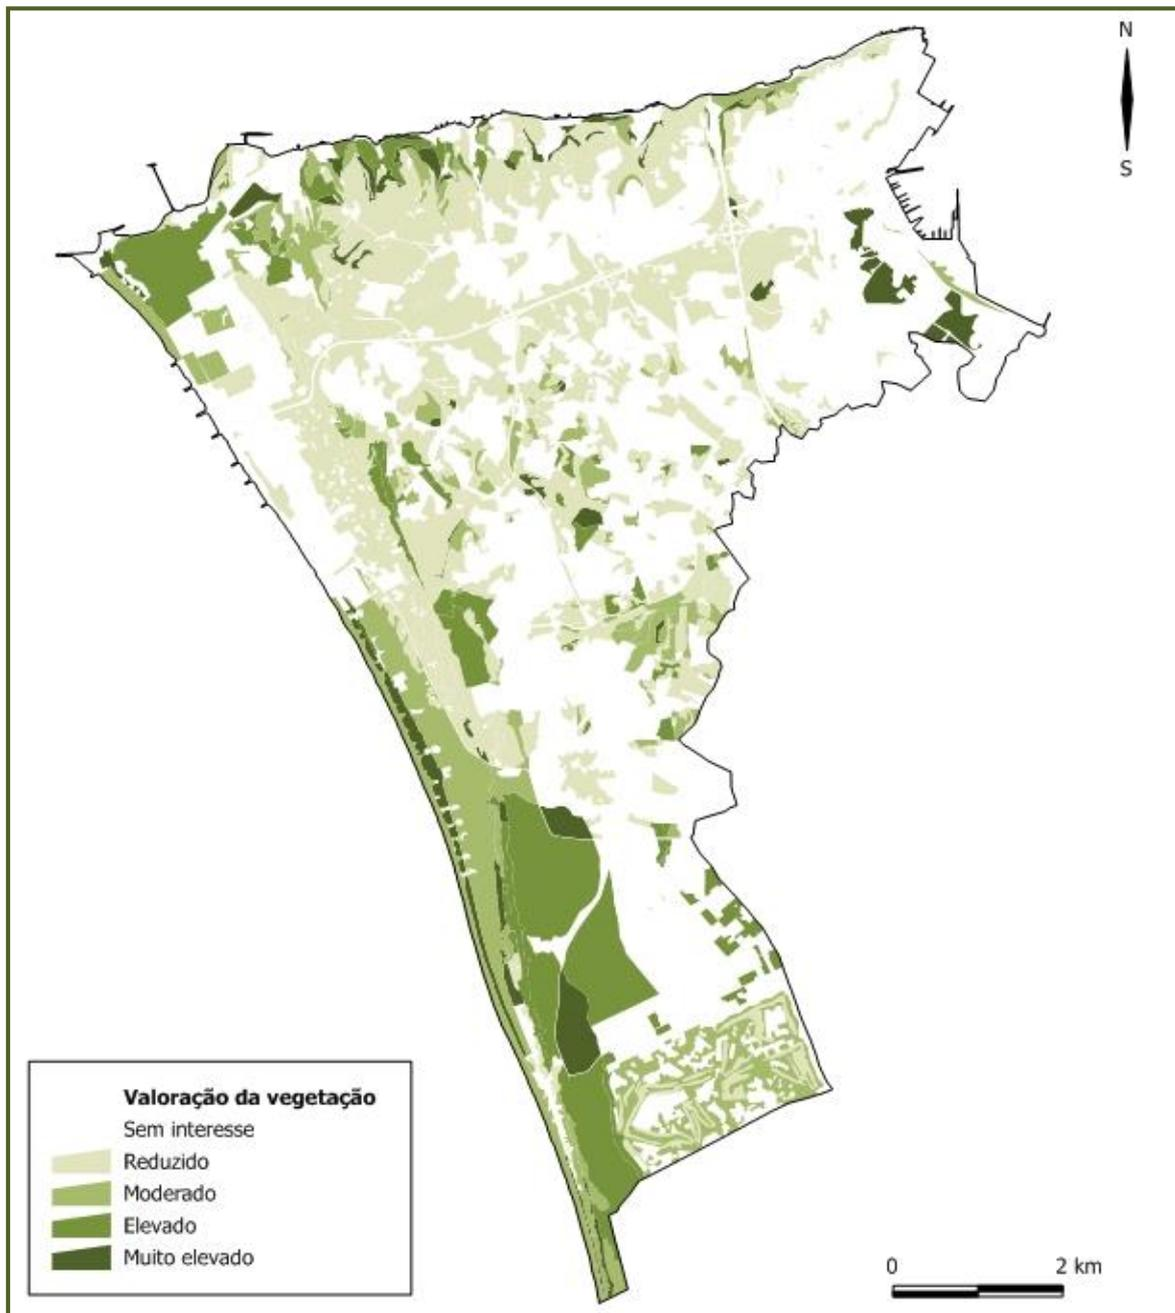 N
S
Valoração da vegetação
Sem interesse
Reduzido
Moderado
Elevado
Muito elevado
0 2 km